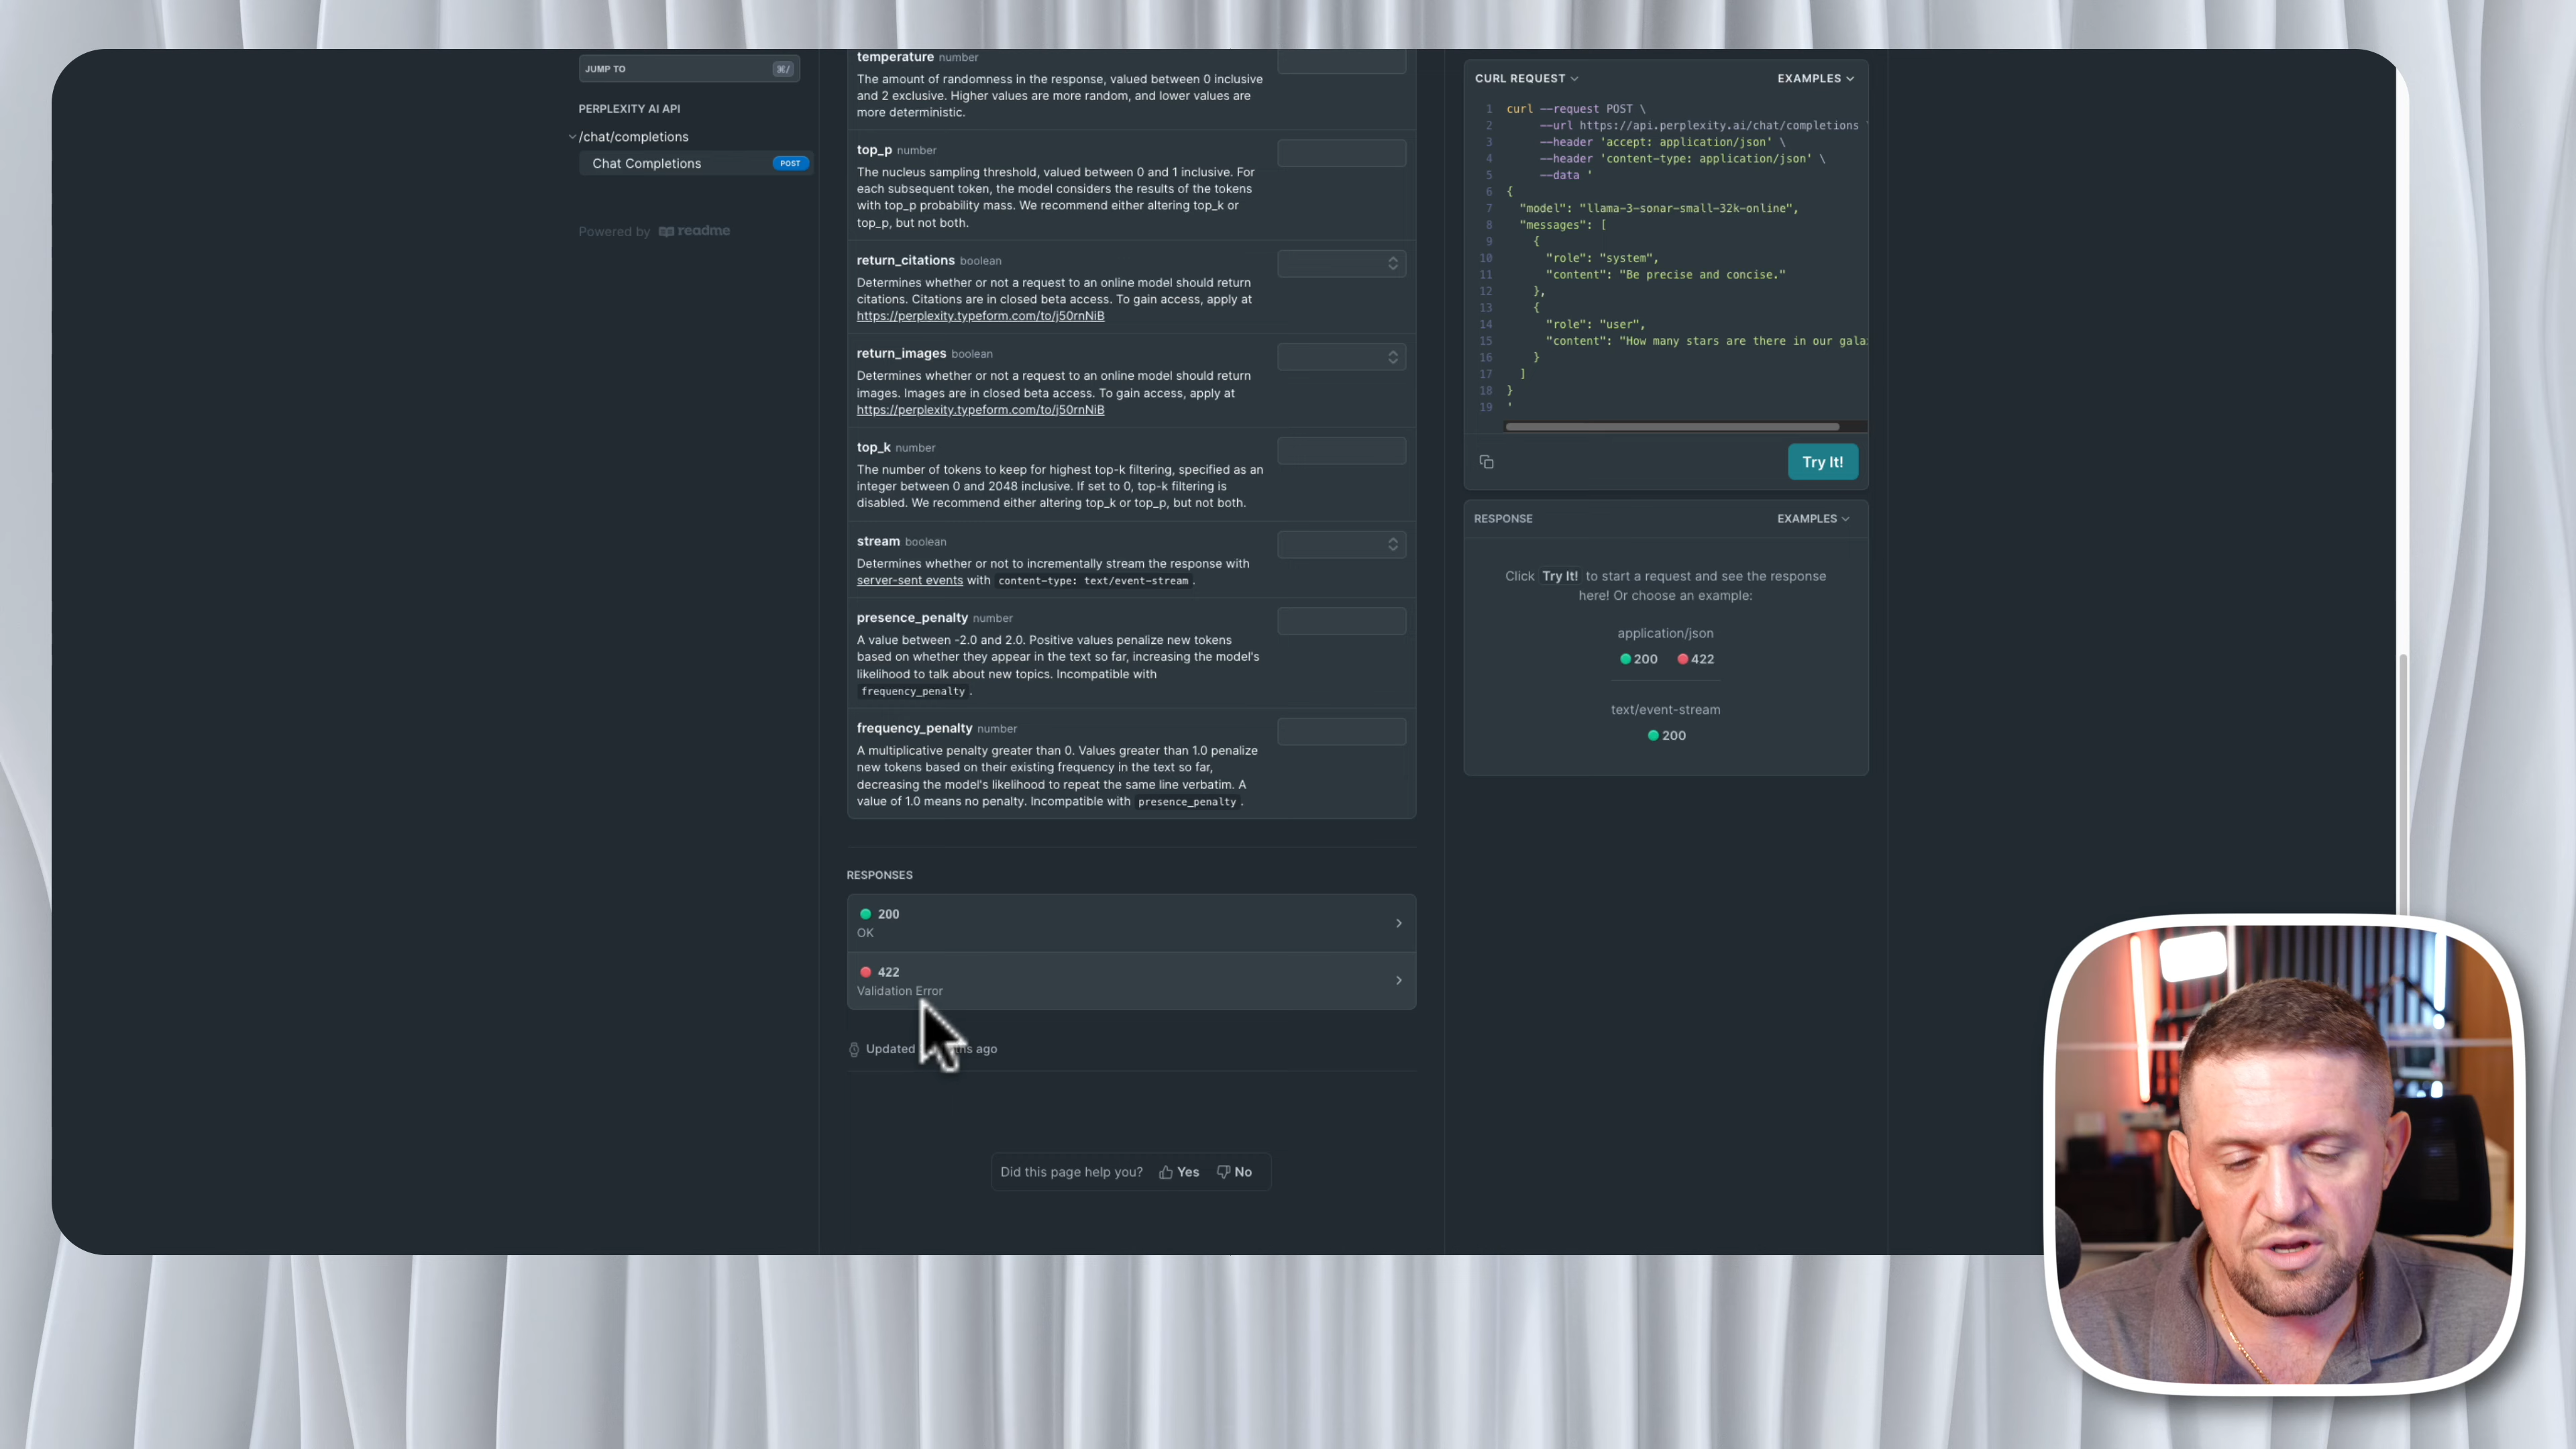 JUMP TO
⌘/
PERPLEXITY AI API
/chat/completions
Chat Completions POST
Powered by readme
temperature number
The amount of randomness in the response, valued between 0 inclusive
and 2 exclusive. Higher values are more random, and lower values are
more deterministic.
top_p number
The nucleus sampling threshold, valued between 0 and 1 inclusive. For
each subsequent token, the model considers the results of the tokens
with top_p probability mass. We recommend either altering top_k or
top_p, but not both.
return_citations boolean
Determines whether or not a request to an online model should return
citations. Citations are in closed beta access. To gain access, apply at
https://perplexity.typeform.com/to/j50rnNiB
return_images boolean
Determines whether or not a request to an online model should return
images. Images are in closed beta access. To gain access, apply at
https://perplexity.typeform.com/to/j50rnNiB
top_k number
The number of tokens to keep for highest top-k filtering, specified as an
integer between 0 and 2048 inclusive. If set to 0, top-k filtering is
disabled. We recommend either altering top_k or top_p, but not both.
stream boolean
Determines whether or not to incrementally stream the response with
server-sent events with content-type: text/event-stream.
presence_penalty number
A value between -2.0 and 2.0. Positive values penalize new tokens
based on whether they appear in the text so far, increasing the model's
likelihood to talk about new topics. Incompatible with
frequency_penalty.
frequency_penalty number
A multiplicative penalty greater than 0. Values greater than 1.0 penalize
new tokens based on their existing frequency in the text so far,
decreasing the model's likelihood to repeat the same line verbatim. A
value of 1.0 means no penalty. Incompatible with presence_penalty.
RESPONSES
200
OK
422
Validation Error
Updated ago
Did this page help you? Yes No
CURL REQUEST EXAMPLES
1 curl --request POST \
2 --url https://api.perplexity.ai/chat/completions
3 --header 'accept: application/json' \
4 --header 'content-type: application/json' \
5 --data '
6 {
7 "model": "llama-3-sonar-small-32k-online",
8 "messages": [
9 {
10 "role": "system",
11 "content": "Be precise and concise."
12 },
13 {
14 "role": "user",
15 "content": "How many stars are there in our gala
16 }
17 ]
18 }
19 '
Try It!
RESPONSE EXAMPLES
Click Try It! to start a request and see the response
here! Or choose an example:
application/json
200 422
text/event-stream
200